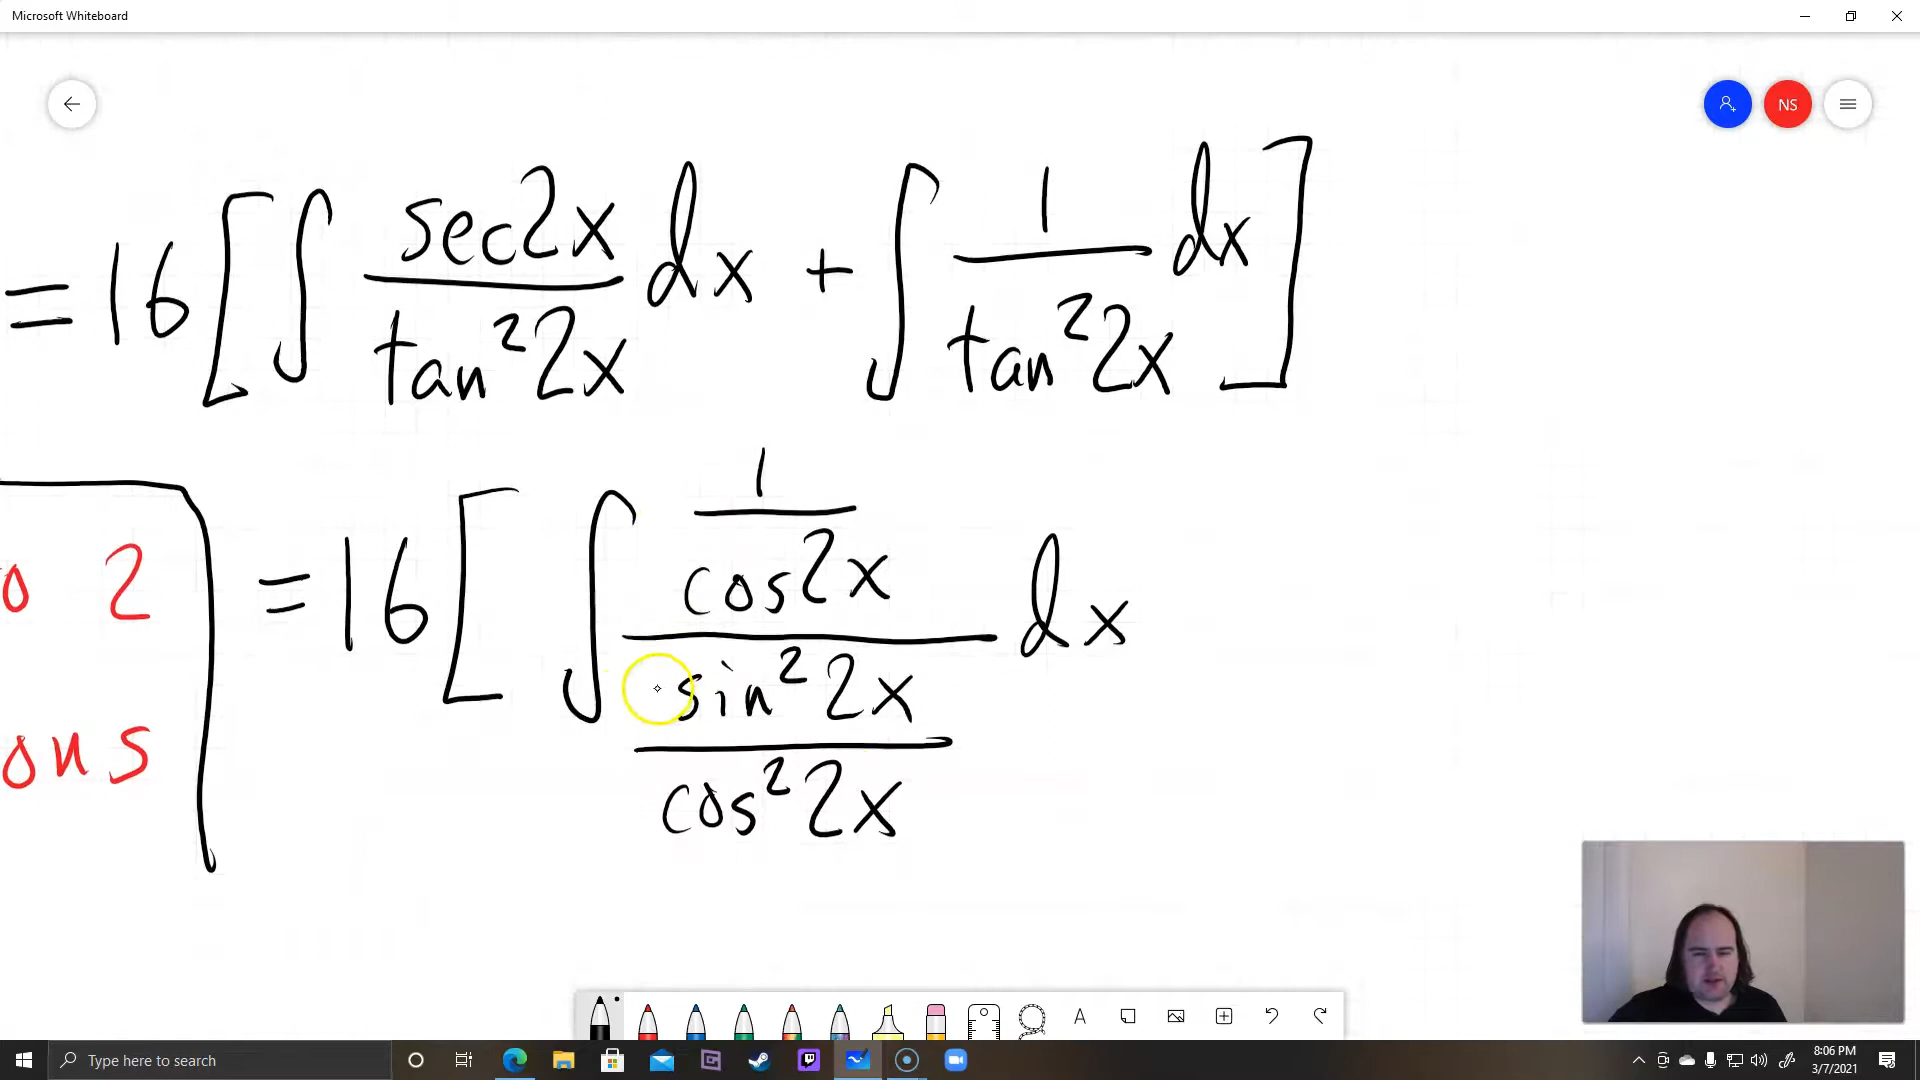 Microsoft Whiteboard
NS
= 16 [ ∫ sec2x / tan²2x dx + ∫ 1 / tan²2x dx ]
= 16 [ ∫ (1 / cos2x) / (sin²2x / cos²2x) dx
2
ons
A
Type here to search
8:06 PM
3/7/2021